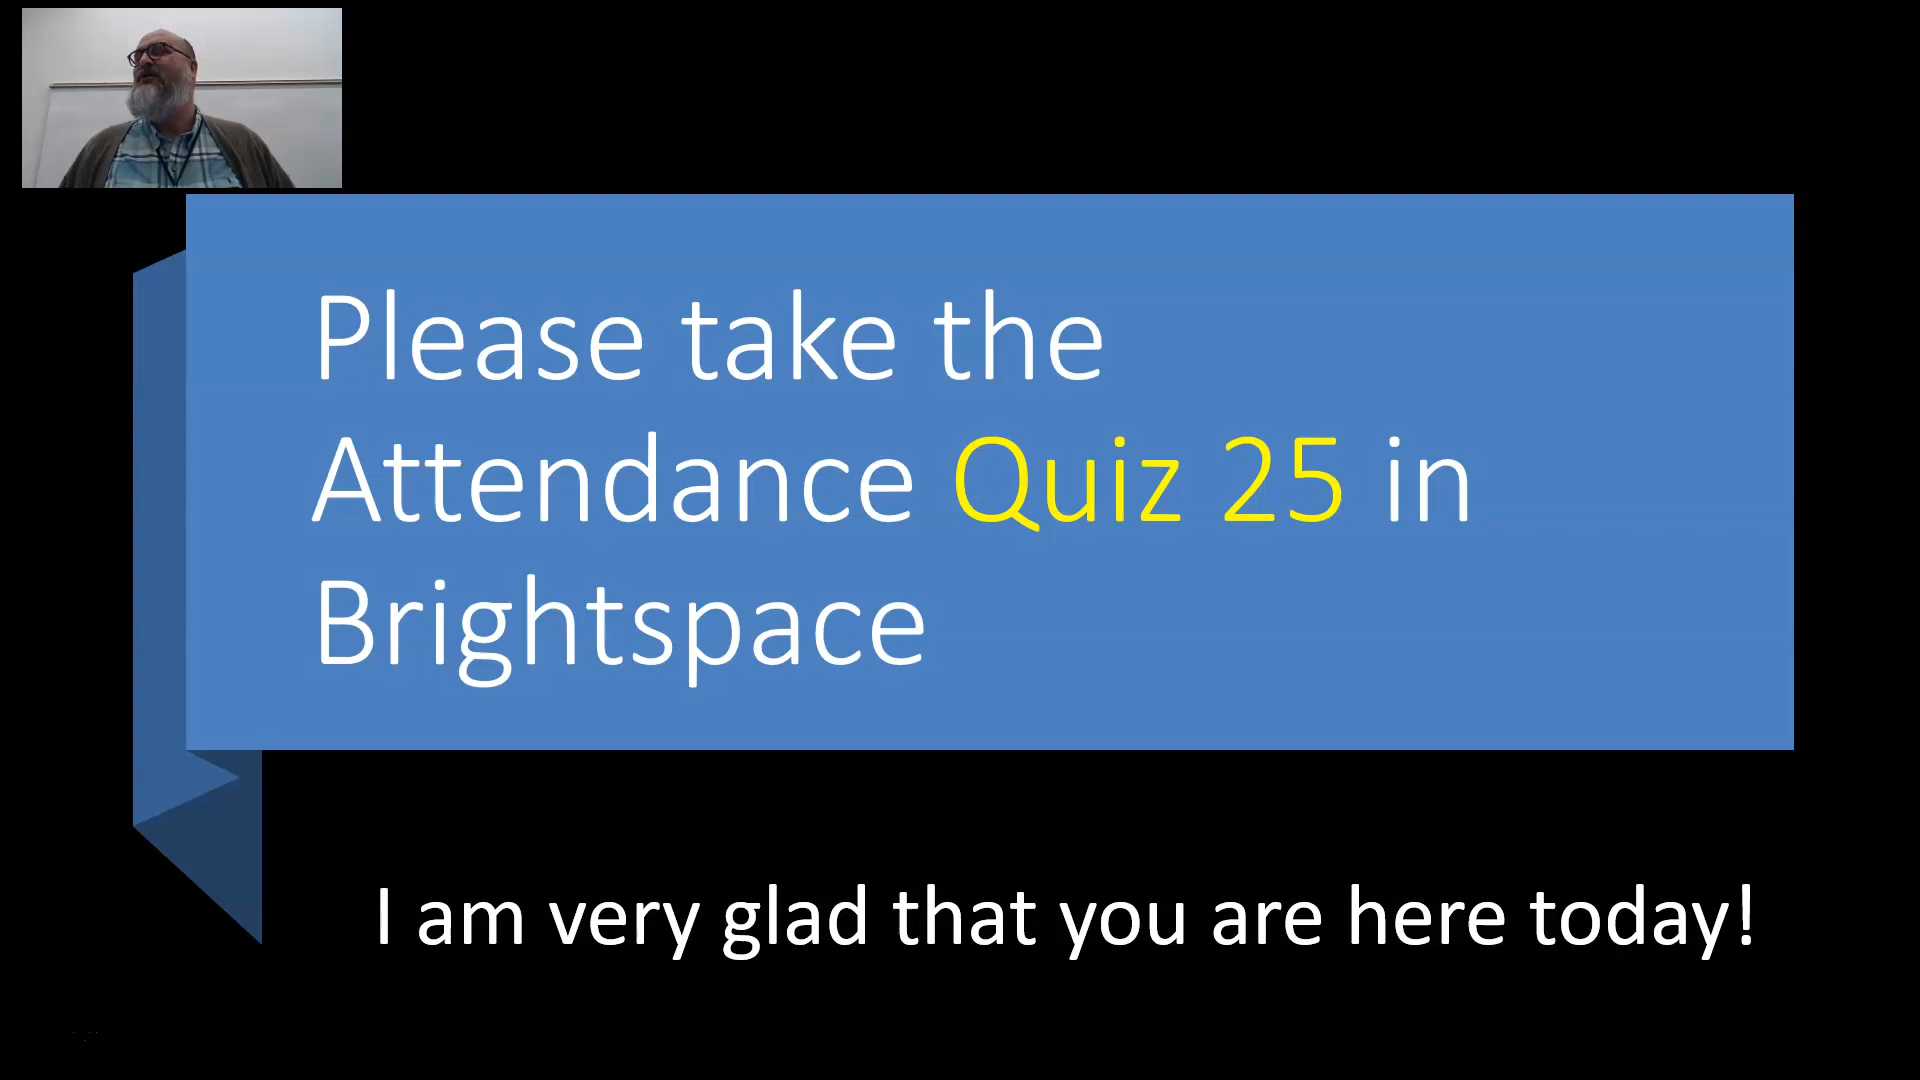 Please take the
Attendance Quiz 25 in
Brightspace
I am very glad that you are here today!